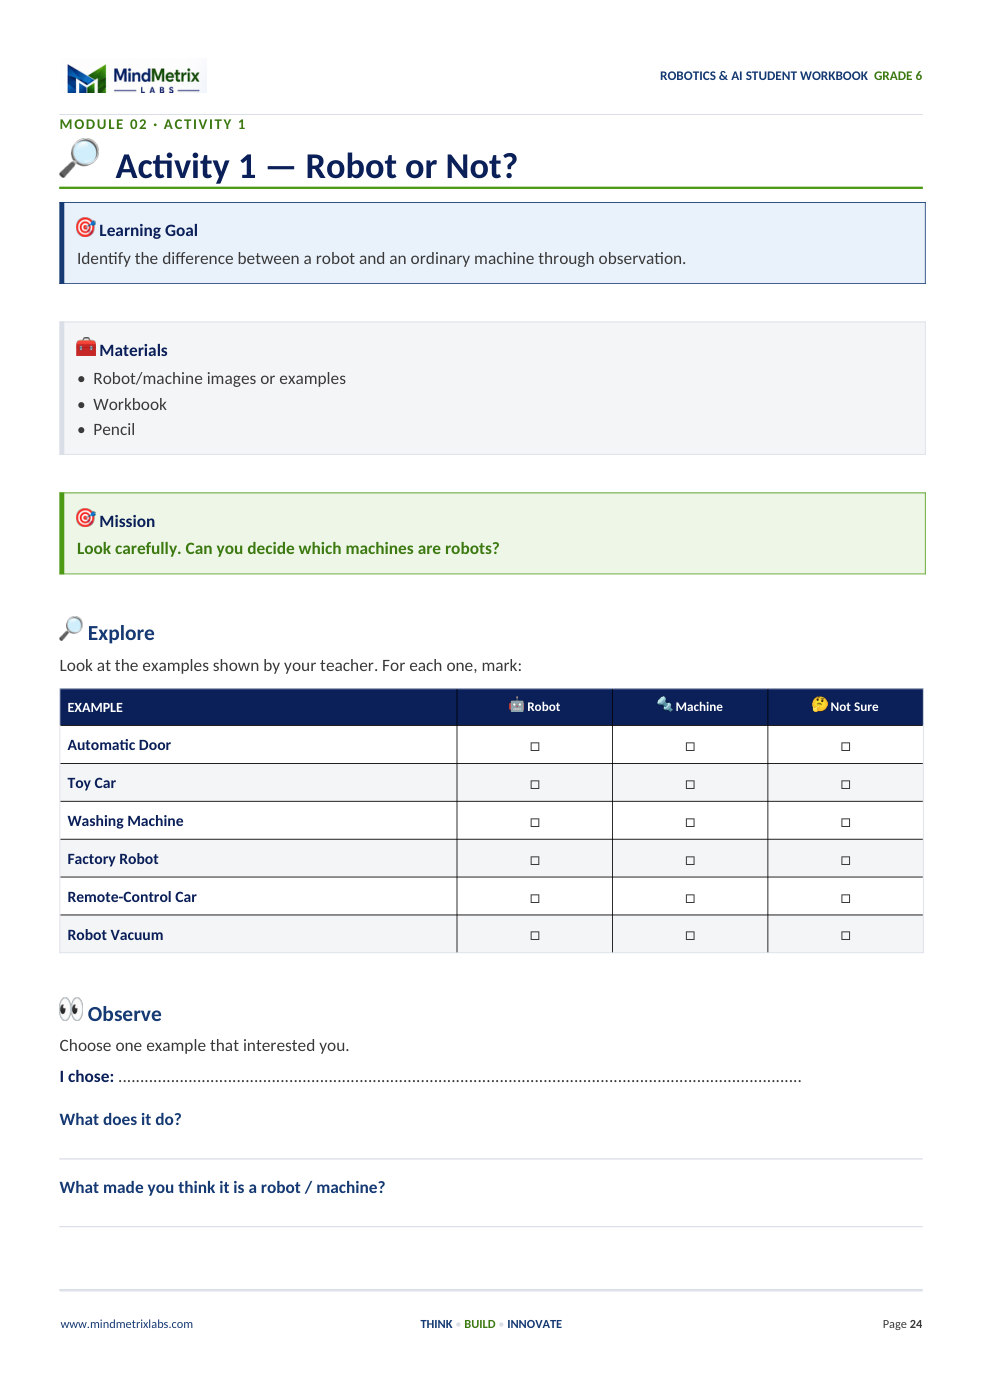 MindMetrix
LABS
ROBOTICS & AI STUDENT WORKBOOK GRADE 6
MODULE 02 · ACTIVITY 1
🔎 Activity 1 — Robot or Not?
🎯 Learning Goal
Identify the difference between a robot and an ordinary machine through observation.
🧰 Materials
• Robot/machine images or examples
• Workbook
• Pencil
🎯 Mission
Look carefully. Can you decide which machines are robots?
🔎 Explore
Look at the examples shown by your teacher. For each one, mark:
EXAMPLE 🤖 Robot 🔩 Machine 🤔 Not Sure
Automatic Door □ □ □
Toy Car □ □ □
Washing Machine □ □ □
Factory Robot □ □ □
Remote-Control Car □ □ □
Robot Vacuum □ □ □
👀 Observe
Choose one example that interested you.
I chose: ............................................................................................................................................................
What does it do?
What made you think it is a robot / machine?
www.mindmetrixlabs.com THINK • BUILD • INNOVATE Page 24